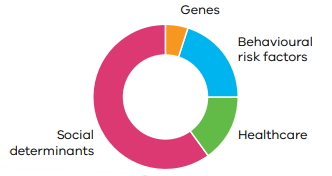 Genes
Behavioural
risk factors
Healthcare
Social
determinants